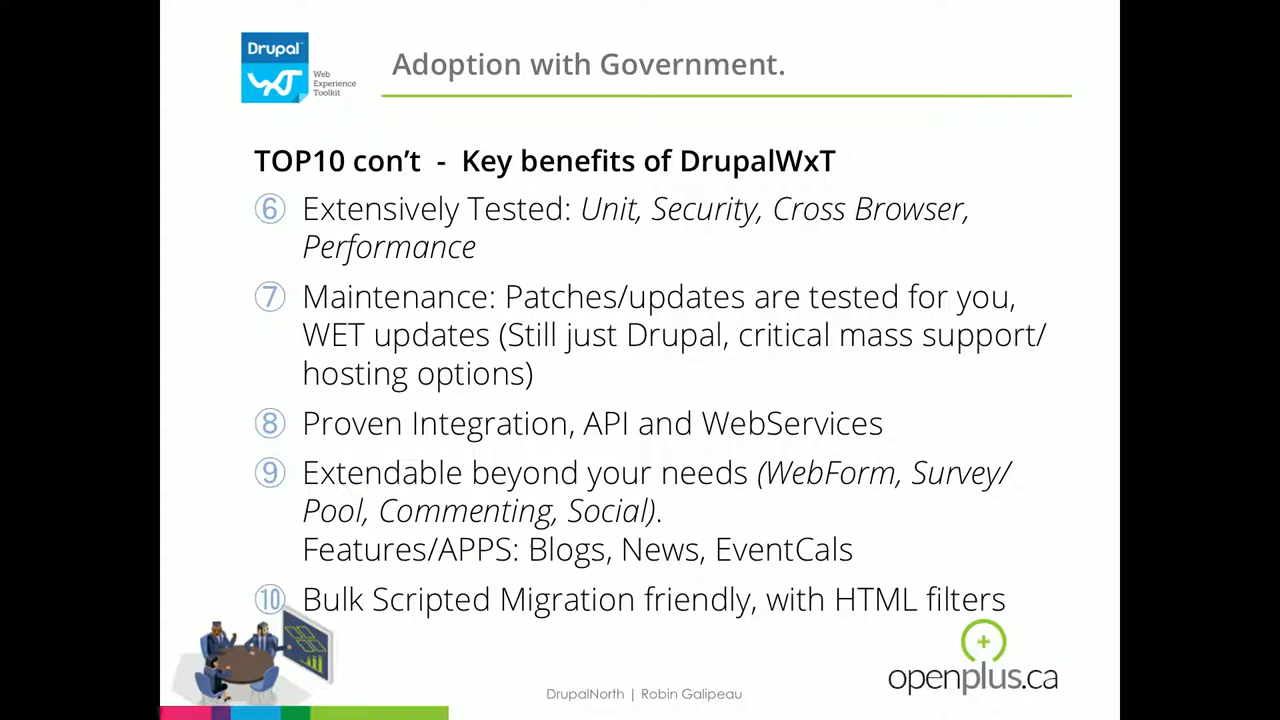 Drupal™
WxT
Web
Experience
Toolkit
Adoption with Government.
TOP10 con’t - Key benefits of DrupalWxT
⑥ Extensively Tested: Unit, Security, Cross Browser,
Performance
⑦ Maintenance: Patches/updates are tested for you,
WET updates (Still just Drupal, critical mass support/
hosting options)
⑧ Proven Integration, API and WebServices
⑨ Extendable beyond your needs (WebForm, Survey/
Pool, Commenting, Social).
Features/APPS: Blogs, News, EventCals
⑩ Bulk Scripted Migration friendly, with HTML filters
openplus.ca
DrupalNorth | Robin Galipeau